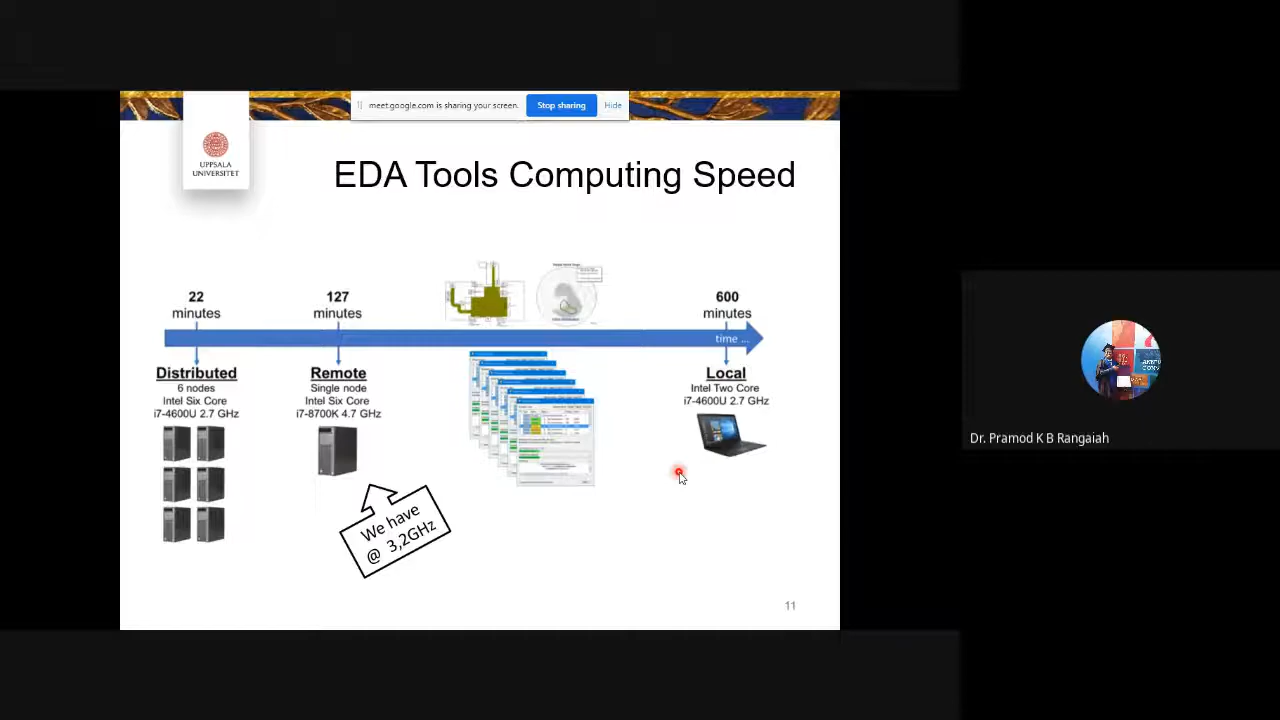 meet.google.com is sharing your screen.
Stop sharing
Hide
UPPSALA
UNIVERSITET
EDA Tools Computing Speed
22
minutes
127
minutes
600
minutes
time ...
Distributed
6 nodes
Intel Six Core
i7-4600U 2.7 GHz
Remote
Single node
Intel Six Core
i7-8700K 4.7 GHz
Local
Intel Two Core
i7-4600U 2.7 GHz
We have
@ 3,2GHz
11
Dr. Pramod K B Rangaiah